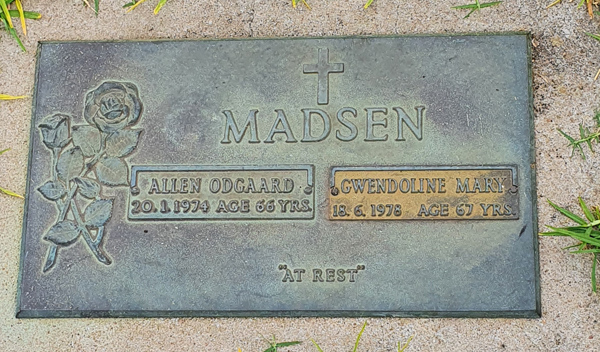 MADSEN
ALLEN ODGAARD
20.1.1974 AGE 66 YRS.
GWENDOLINE MARY
18.6.1978 AGE 67 YRS.
"AT REST"